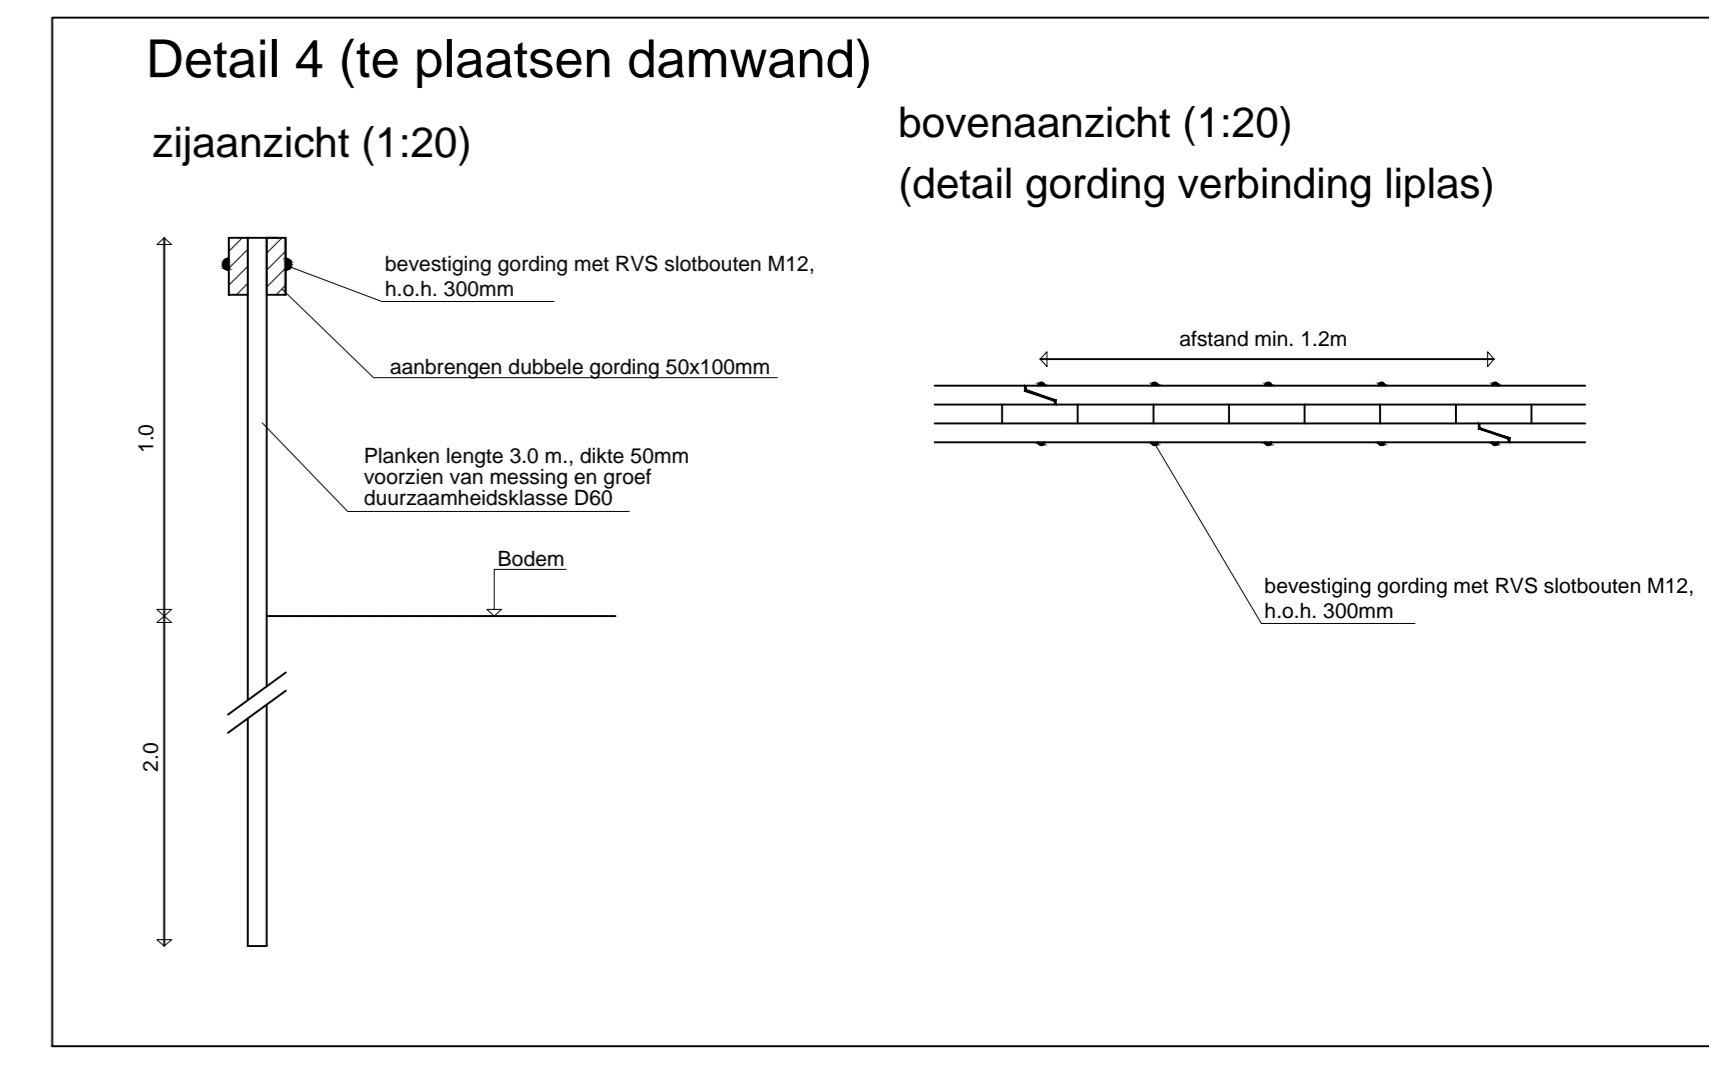 Detail 4 (te plaatsen damwand)
zijaanzicht (1:20)
bevestiging gording met RVS slotbouten M12,
h.o.h. 300mm
aanbrengen dubbele gording 50x100mm
1.0
Planken lengte 3.0 m., dikte 50mm
voorzien van messing en groef
duurzaamheidsklasse D60
Bodem
2.0
bovenaanzicht (1:20)
(detail gording verbinding liplas)
afstand min. 1.2m
bevestiging gording met RVS slotbouten M12,
h.o.h. 300mm